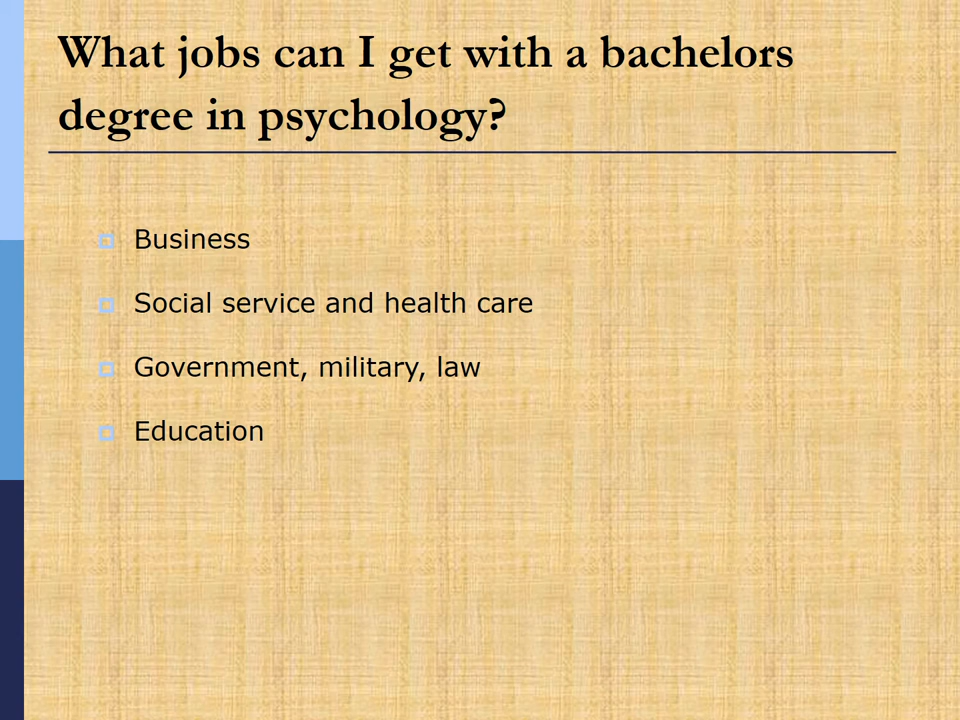 What jobs can I get with a bachelors
degree in psychology?
Business
Social service and health care
Government, military, law
Education